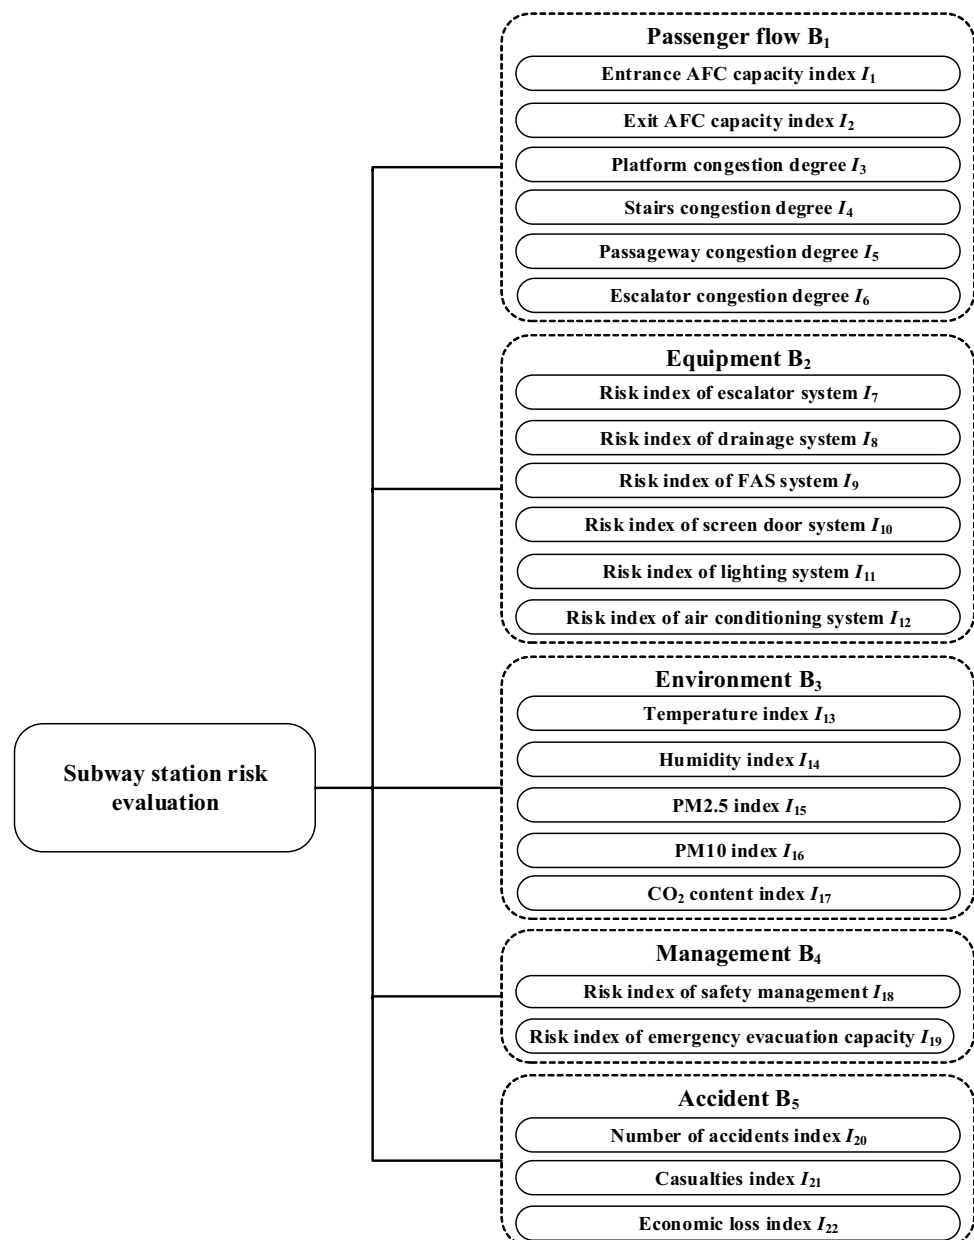 Passenger flow B₁
Entrance AFC capacity index I₁
Exit AFC capacity index I₂
Platform congestion degree I₃
Stairs congestion degree I₄
Passageway congestion degree I₅
Escalator congestion degree I₆
Equipment B₂
Risk index of escalator system I₇
Risk index of drainage system I₈
Risk index of FAS system I₉
Risk index of screen door system I₁₀
Risk index of lighting system I₁₁
Risk index of air conditioning system I₁₂
Environment B₃
Temperature index I₁₃
Humidity index I₁₄
PM2.5 index I₁₅
PM10 index I₁₆
CO₂ content index I₁₇
Subway station risk
evaluation
Management B₄
Risk index of safety management I₁₈
Risk index of emergency evacuation capacity I₁₉
Accident B₅
Number of accidents index I₂₀
Casualties index I₂₁
Economic loss index I₂₂